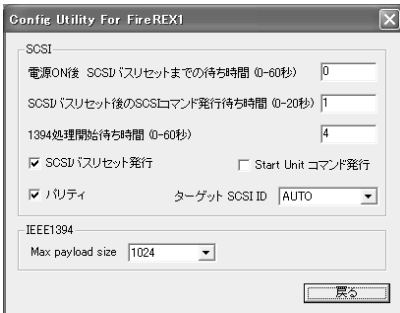 Config Utility For FireREX1
SCSI
電源ON後 SCSIバスリセットまでの待ち時間 (0-60秒) 0
SCSIバスリセット後のSCSIコマンド発行待ち時間 (0-20秒) 1
1394処理開始待ち時間 (0-60秒) 4
SCSIバスリセット発行 Start Unit コマンド発行
パリティ ターゲット SCSI ID AUTO
IEEE1394
Max payload size 1024
戻る